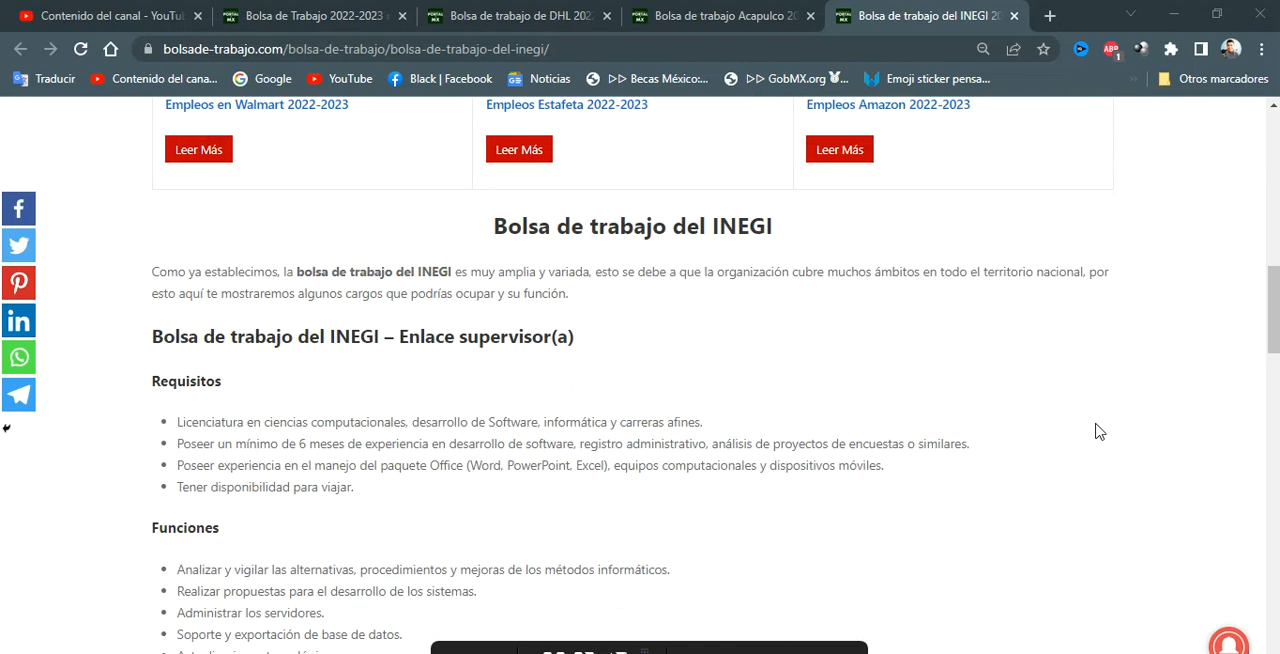 Contenido del canal - YouTu
Bolsa de Trabajo 2022-2023
Bolsa de trabajo de DHL 2022
Bolsa de trabajo Acapulco 20
Bolsa de trabajo del INEGI 20
bolsade-trabajo.com/bolsa-de-trabajo/bolsa-de-trabajo-del-inegi/
ABP
1
Traducir
Contenido del cana...
Google
YouTube
Black | Facebook
Noticias
▷▷ Becas México:...
▷▷ GobMX.org 🐰...
Emoji sticker pensa...
Otros marcadores
Empleos en Walmart 2022-2023
Empleos Estafeta 2022-2023
Empleos Amazon 2022-2023
Leer Más
Leer Más
Leer Más
Bolsa de trabajo del INEGI
Como ya establecimos, la bolsa de trabajo del INEGI es muy amplia y variada, esto se debe a que la organización cubre muchos ámbitos en todo el territorio nacional, por
esto aquí te mostraremos algunos cargos que podrías ocupar y su función.
Bolsa de trabajo del INEGI – Enlace supervisor(a)
Requisitos
Licenciatura en ciencias computacionales, desarrollo de Software, informática y carreras afines.
Poseer un mínimo de 6 meses de experiencia en desarrollo de software, registro administrativo, análisis de proyectos de encuestas o similares.
Poseer experiencia en el manejo del paquete Office (Word, PowerPoint, Excel), equipos computacionales y dispositivos móviles.
Tener disponibilidad para viajar.
Funciones
Analizar y vigilar las alternativas, procedimientos y mejoras de los métodos informáticos.
Realizar propuestas para el desarrollo de los sistemas.
Administrar los servidores.
Soporte y exportación de base de datos.